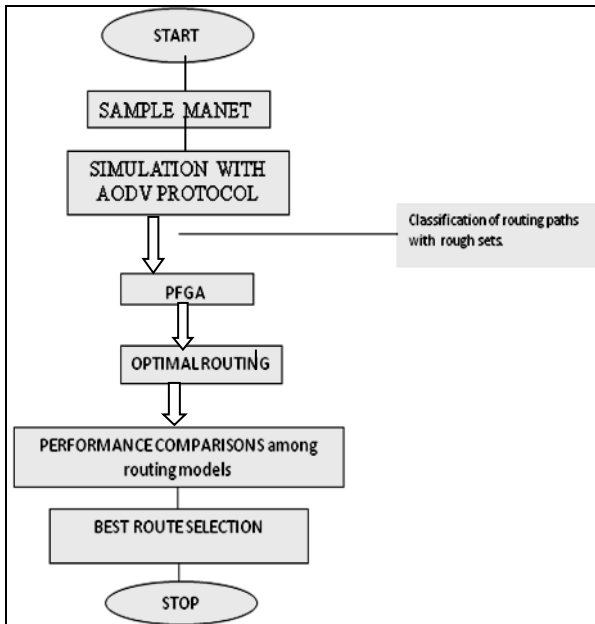 START
SAMPLE MANET
SIMULATION WITH
AODV PROTOCOL
Classification of routing paths
with rough sets.
PFGA
OPTIMAL ROUTING
PERFORMANCE COMPARISONS among
routing models
BEST ROUTE SELECTION
STOP